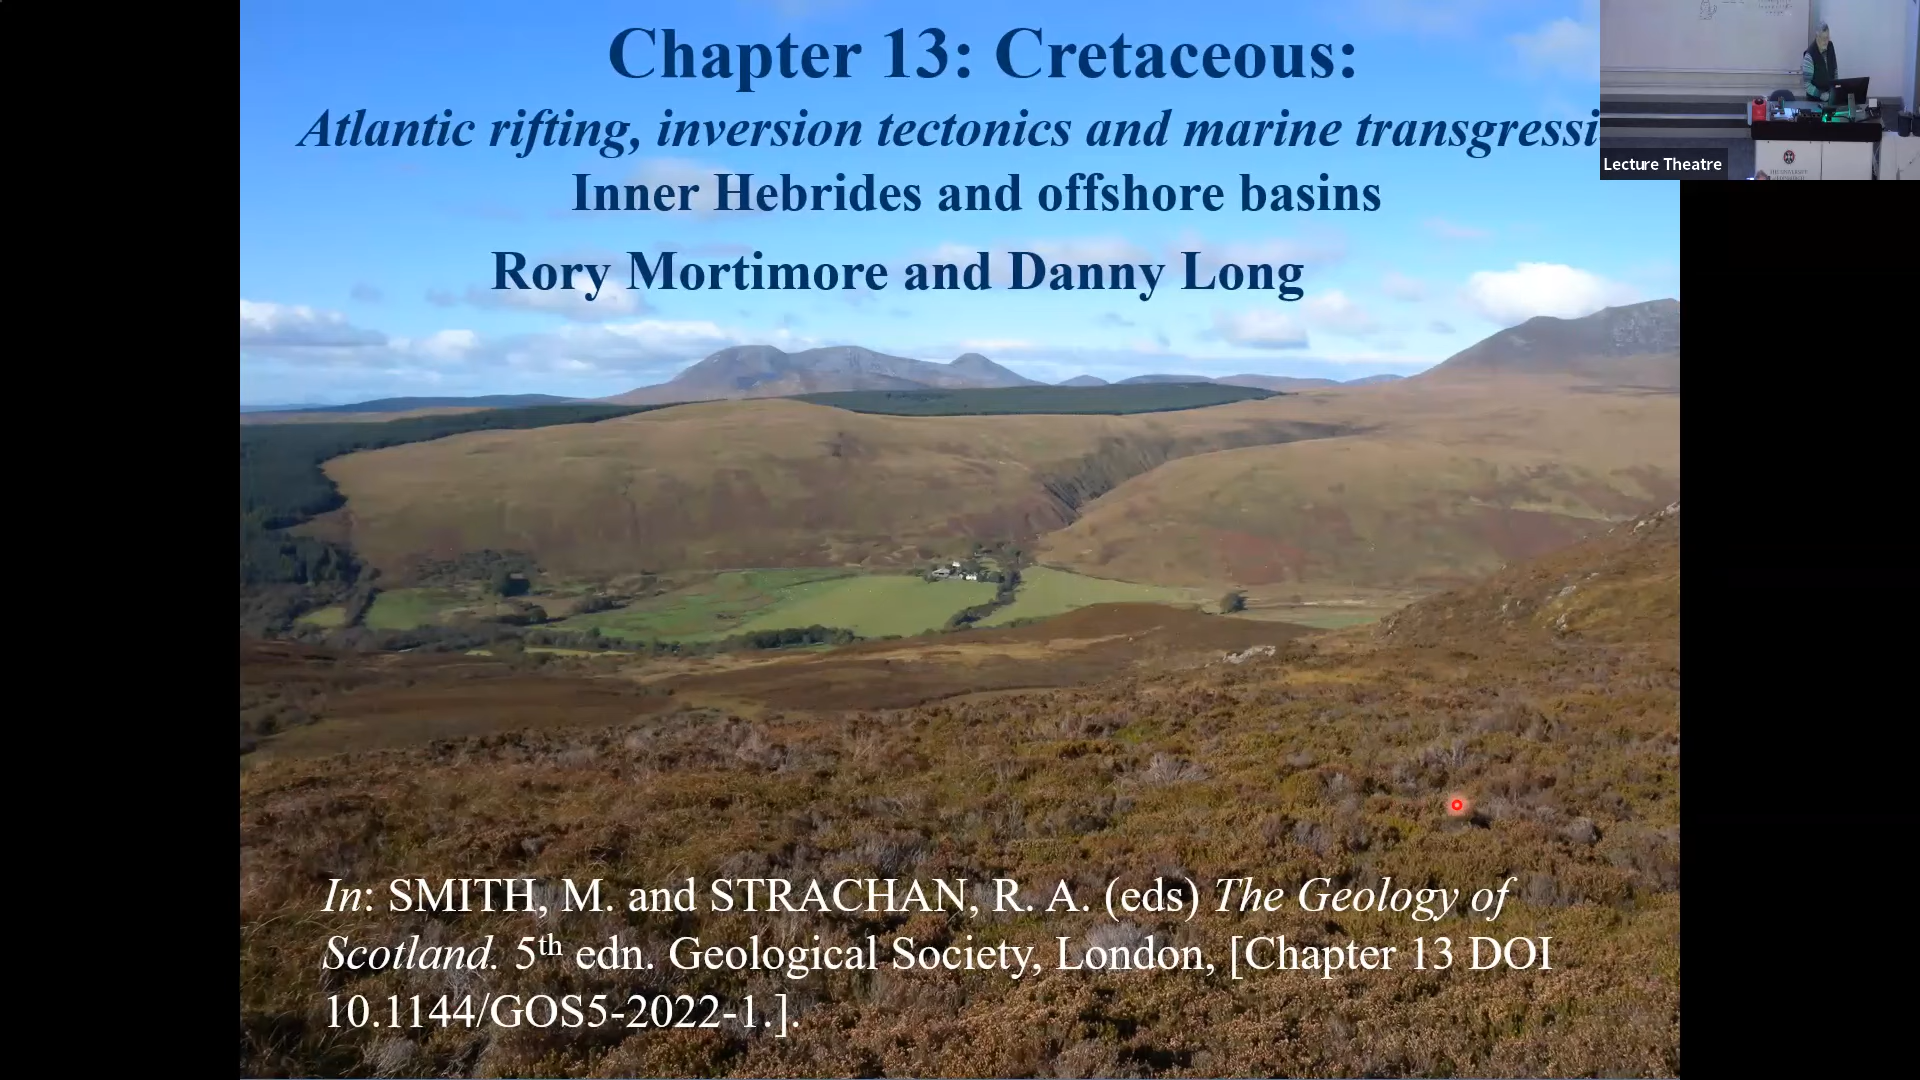 Chapter 13: Cretaceous:
Atlantic rifting, inversion tectonics and marine transgressi
Inner Hebrides and offshore basins
Rory Mortimore and Danny Long
Lecture Theatre
In: SMITH, M. and STRACHAN, R. A. (eds) The Geology of
Scotland. 5th edn. Geological Society, London, [Chapter 13 DOI
10.1144/GOS5-2022-1.].